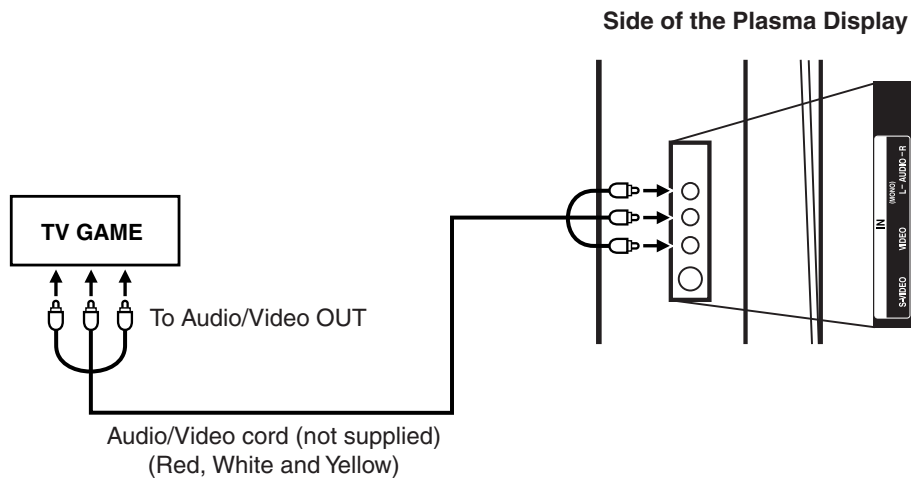 Side of the Plasma Display
TV GAME
To Audio/Video OUT
Audio/Video cord (not supplied)
(Red, White and Yellow)
IN
S-VIDEO VIDEO L – AUDIO – R
(MONO)